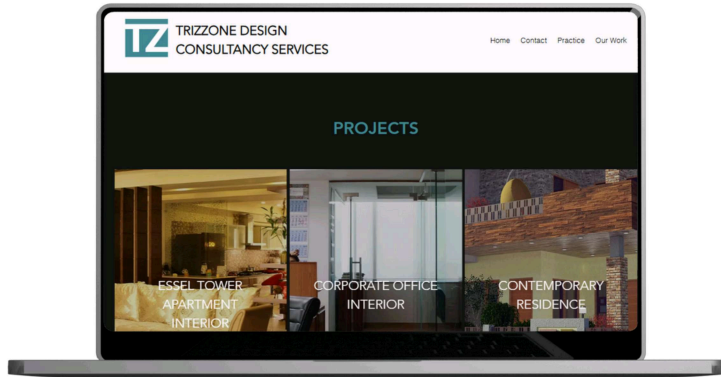 TZ
TRIZZONE DESIGN
CONSULTANCY SERVICES
Home Contact Practice Our Work
PROJECTS
ESSEL TOWER
APARTMENT
INTERIOR
CORPORATE OFFICE
INTERIOR
CONTEMPORARY
RESIDENCE